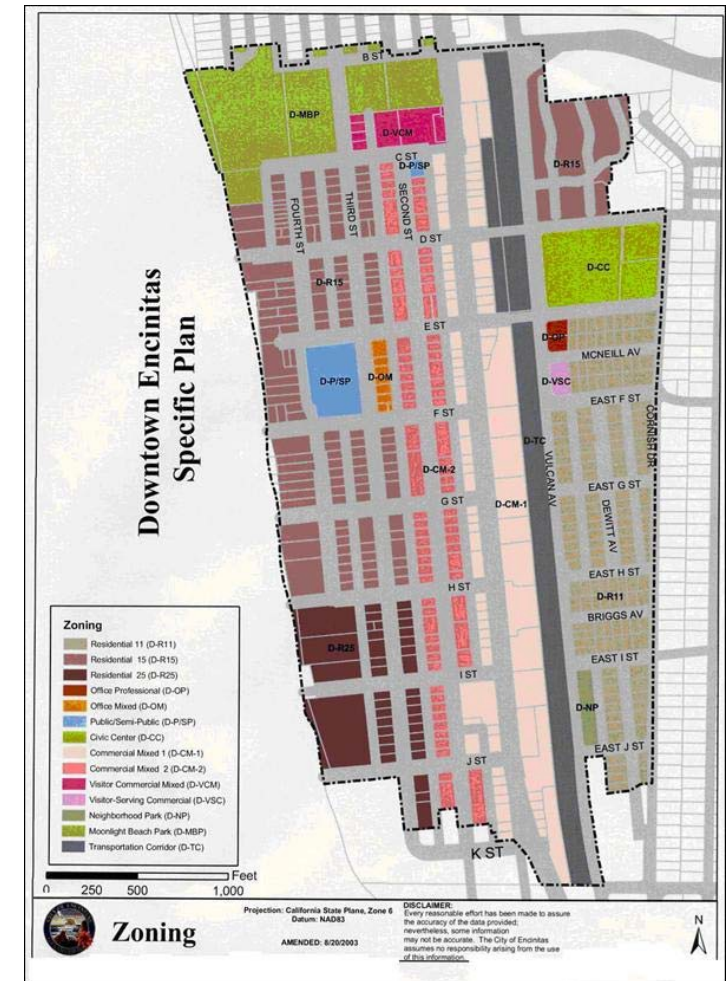 B ST
D-MBP
D-VCM
C ST
D-P/SP
D-R15
FOURTH ST
THIRD ST
SECOND ST
D ST
D-CC
D-R15
E ST
D-OP
MCNEILL AV
D-P/SP
D-OM
D-VSC
EAST F ST
F ST
CORNISH DR
D-TC
VULCAN AV
D-CM-2
EAST G ST
G ST
D-CM-1
DEWITT AV
EAST H ST
H ST
D-R11
BRIGGS AV
D-R25
EAST I ST
I ST
D-NP
EAST J ST
J ST
K ST
Downtown Encinitas
Specific Plan
Zoning
Residential 11 (D-R11)
Residential 15 (D-R15)
Residential 25 (D-R25)
Office Professional (D-OP)
Office Mixed (D-OM)
Public/Semi-Public (D-P/SP)
Civic Center (D-CC)
Commercial Mixed 1 (D-CM-1)
Commercial Mixed 2 (D-CM-2)
Visitor Commercial Mixed (D-VCM)
Visitor-Serving Commercial (D-VSC)
Neighborhood Park (D-NP)
Moonlight Beach Park (D-MBP)
Transportation Corridor (D-TC)
Feet
0 250 500 1,000
Zoning
Projection: California State Plane, Zone 6
Datum: NAD83
AMENDED: 8/20/2003
DISCLAIMER:
Every reasonable effort has been made to assure
the accuracy of the data provided;
nevertheless, some information
may not be accurate. The City of Encinitas
assumes no responsibility arising from the use
of this information.
N